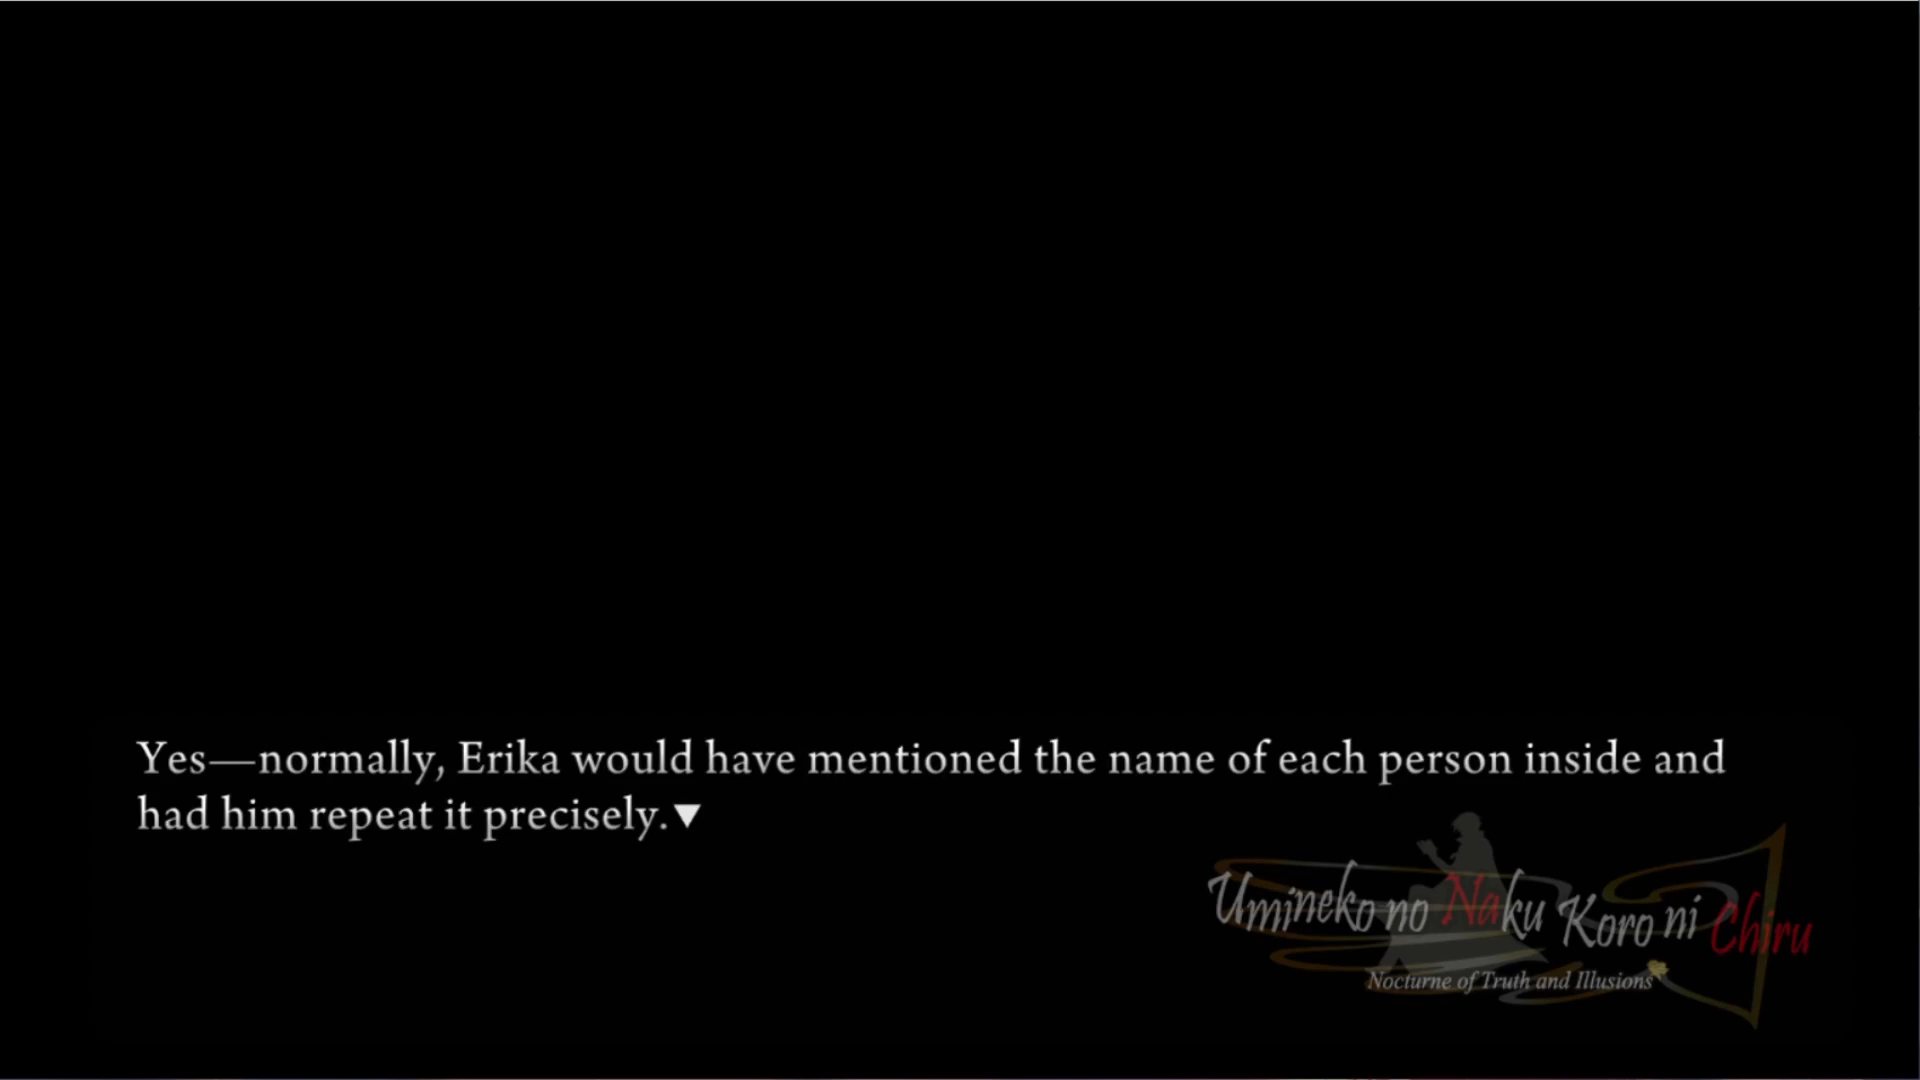 Yes—normally, Erika would have mentioned the name of each person inside and
had him repeat it precisely.▼
Umineko no Naku Koro ni Chiru
Nocturne of Truth and Illusions